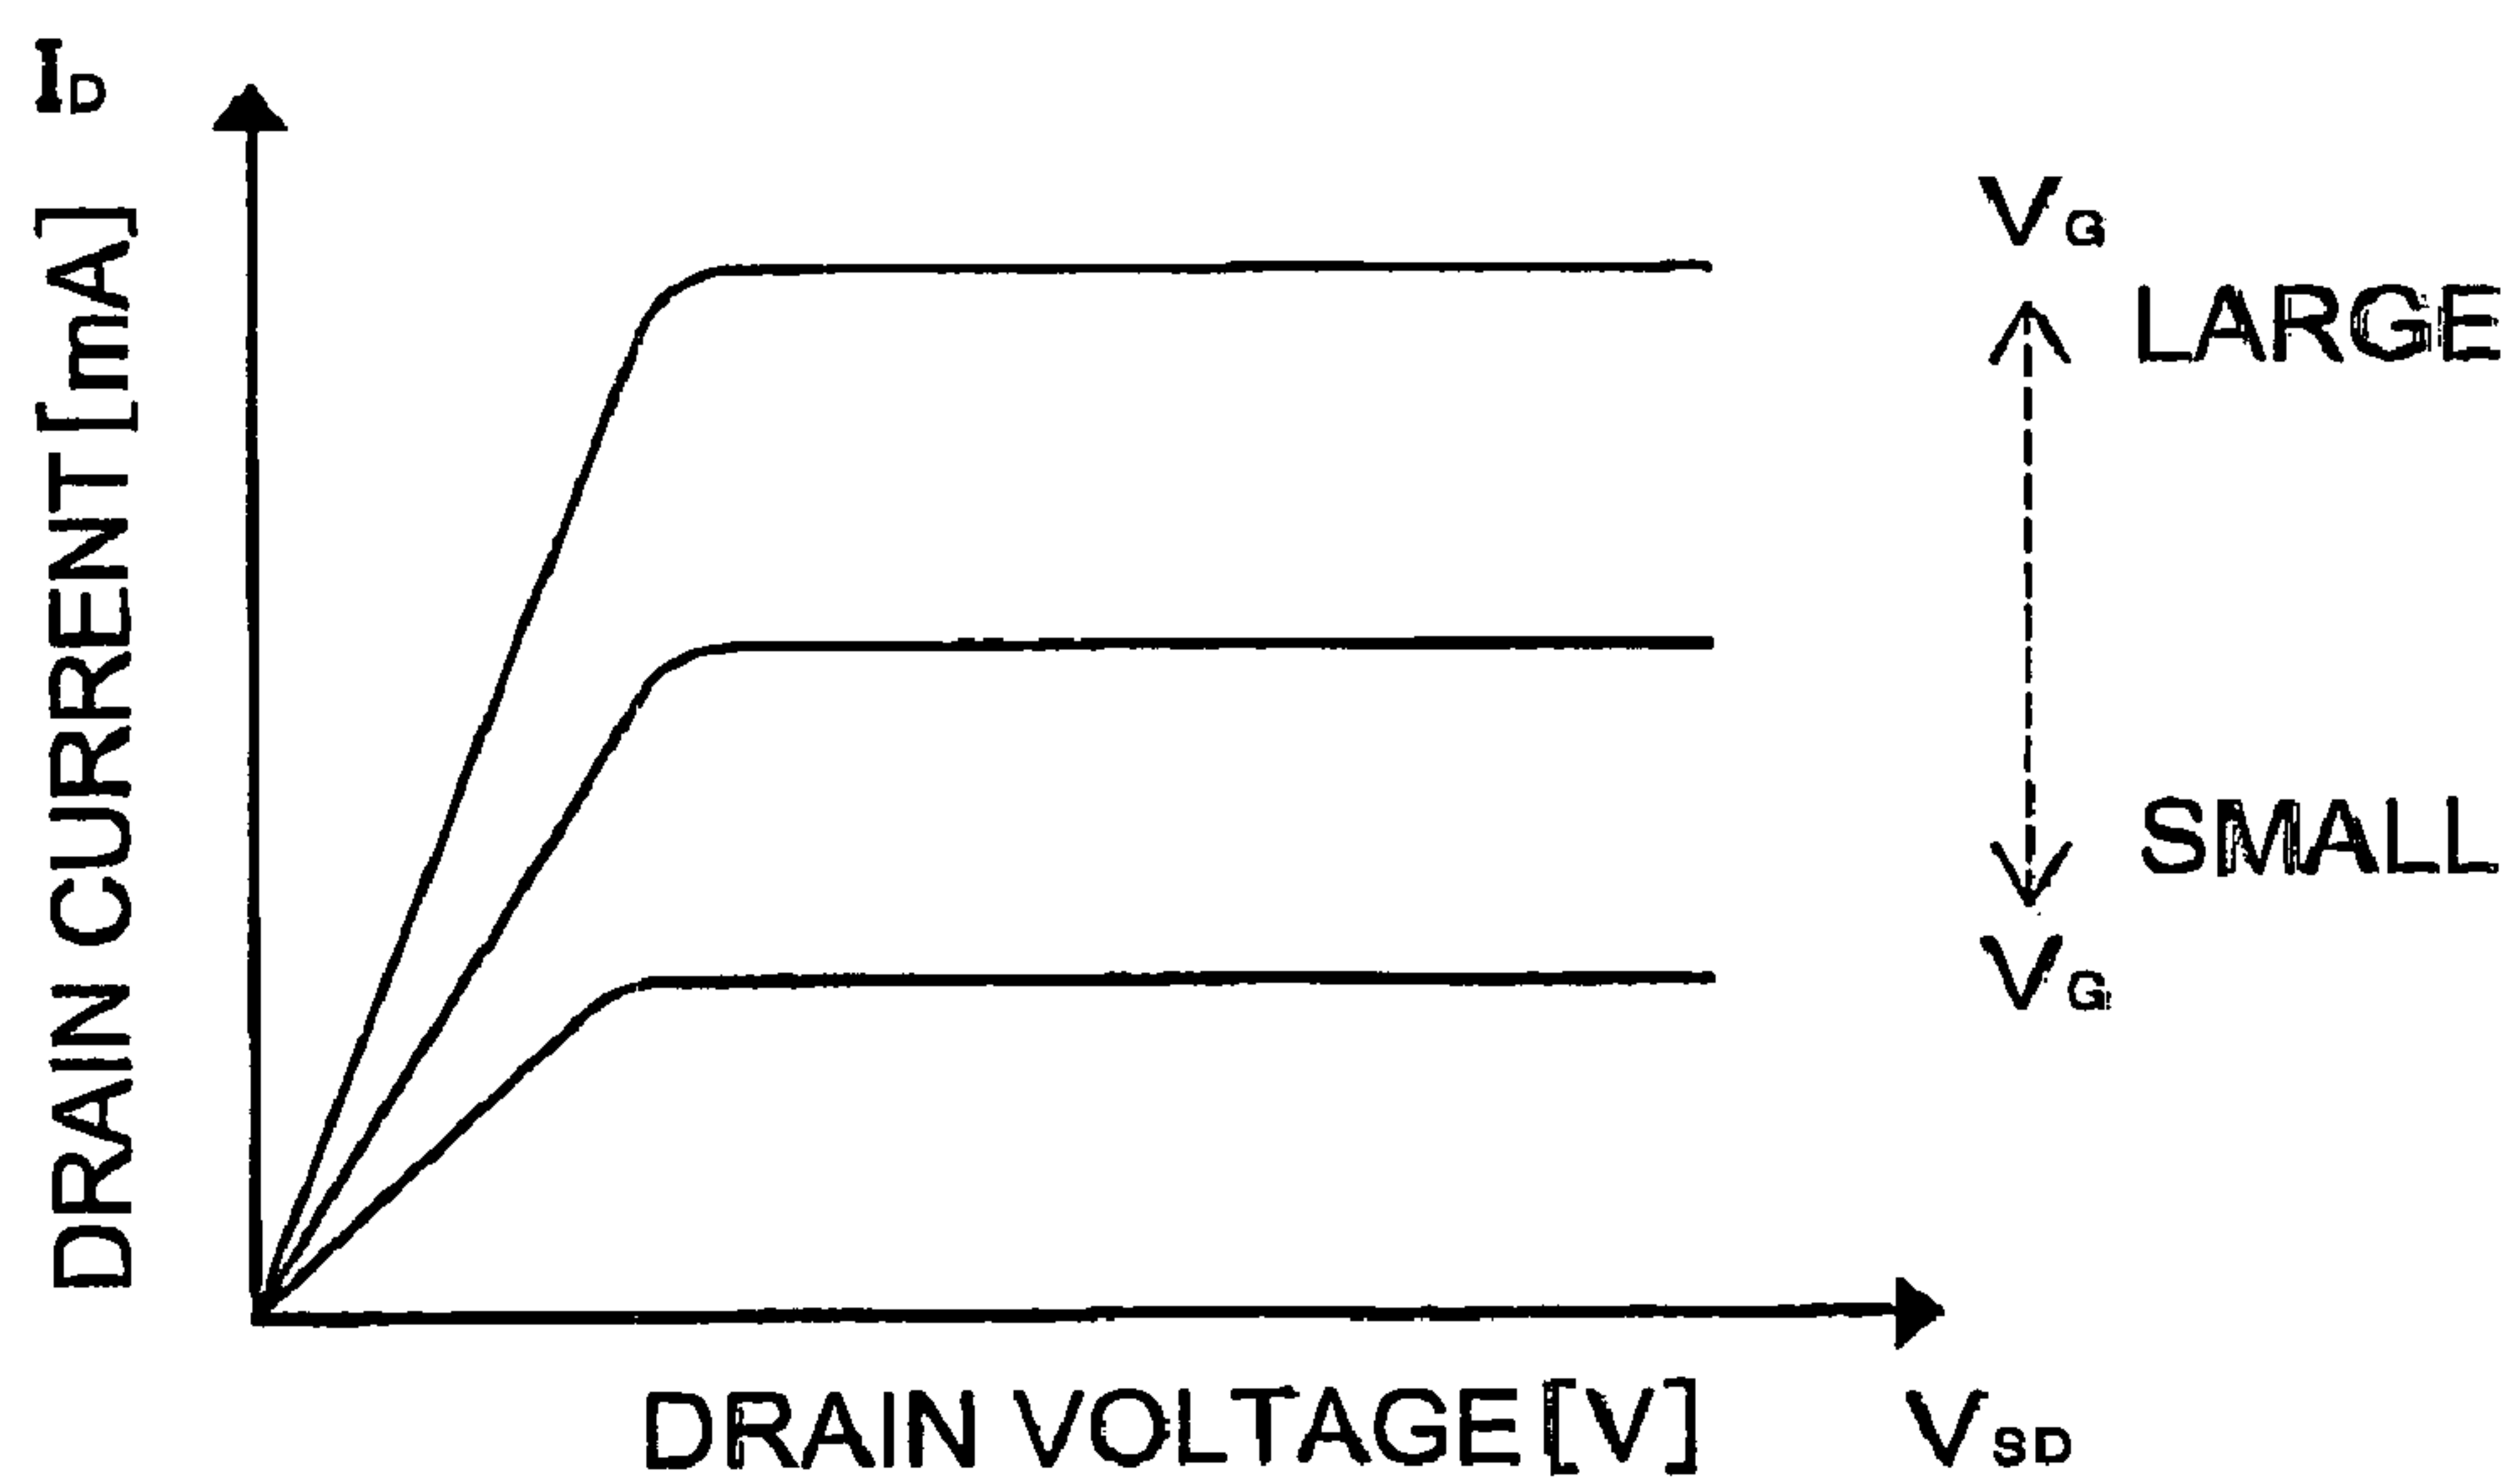 ID
DRAIN CURRENT [mA]
VG
LARGE
SMALL
VG
DRAIN VOLTAGE[V]
VSD